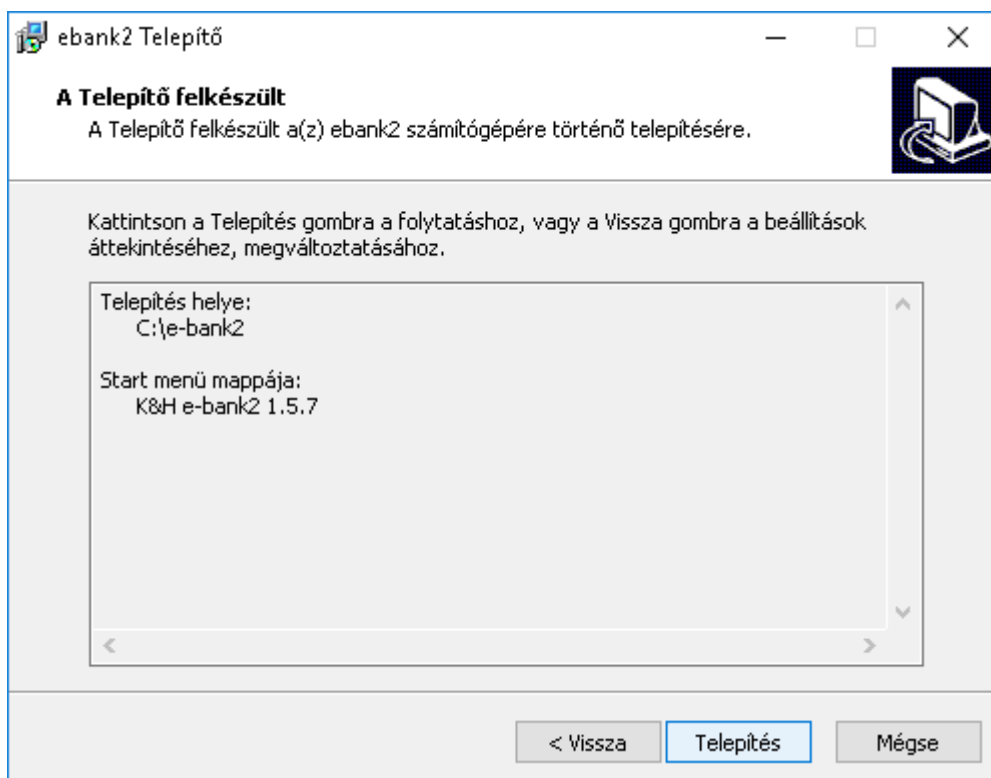 ebank2 Telepítő
A Telepítő felkészült
A Telepítő felkészült a(z) ebank2 számítógépére történő telepítésére.
Kattintson a Telepítés gombra a folytatáshoz, vagy a Vissza gombra a beállítások
áttekintéséhez, megváltoztatásához.
Telepítés helye:
C:\e-bank2
Start menü mappája:
K&H e-bank2 1.5.7
< Vissza
Telepítés
Mégse